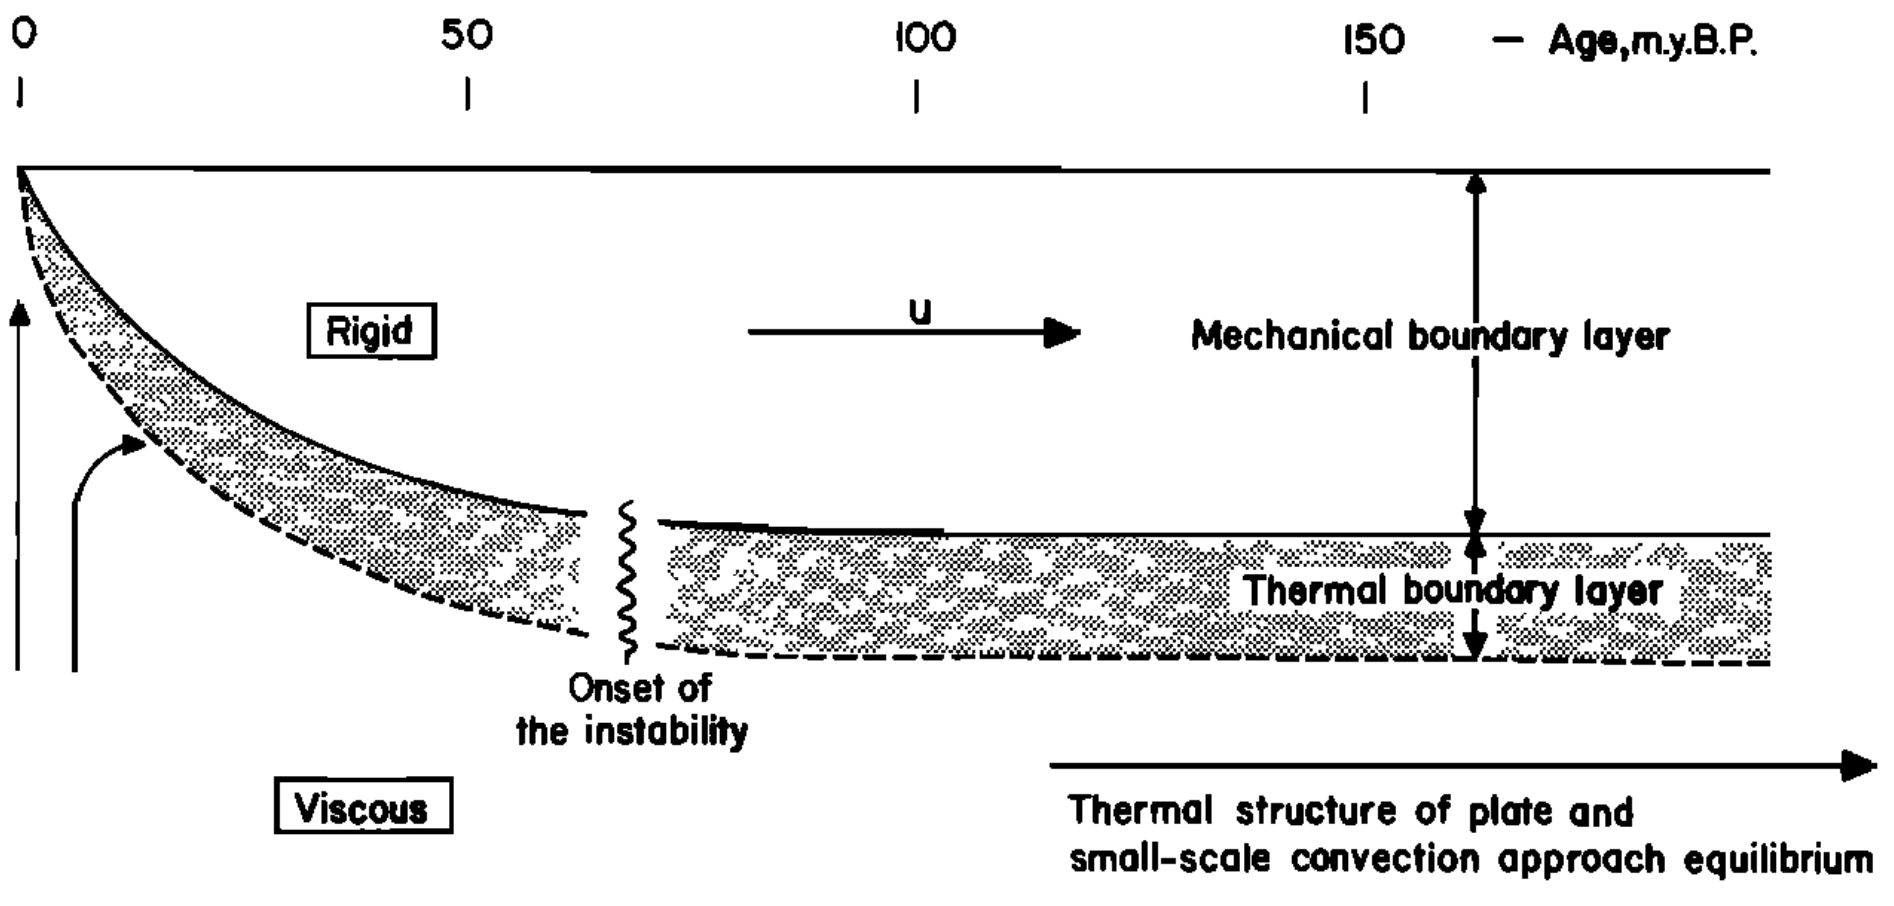 0 50 100 150 — Age,m.y.B.P.
Rigid
u
Mechanical boundary layer
Thermal boundary layer
Onset of
the instability
Viscous
Thermal structure of plate and
small-scale convection approach equilibrium